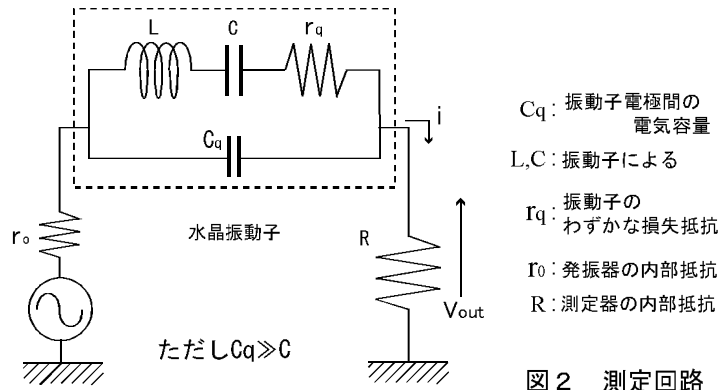 L
C
rq
Cq
i
r₀
水晶振動子
R
Vout
ただしCq≫C
Cq：振動子電極間の
電気容量
L,C：振動子による
rq：振動子の
わずかな損失抵抗
r0：発振器の内部抵抗
R：測定器の内部抵抗
図２　測定回路